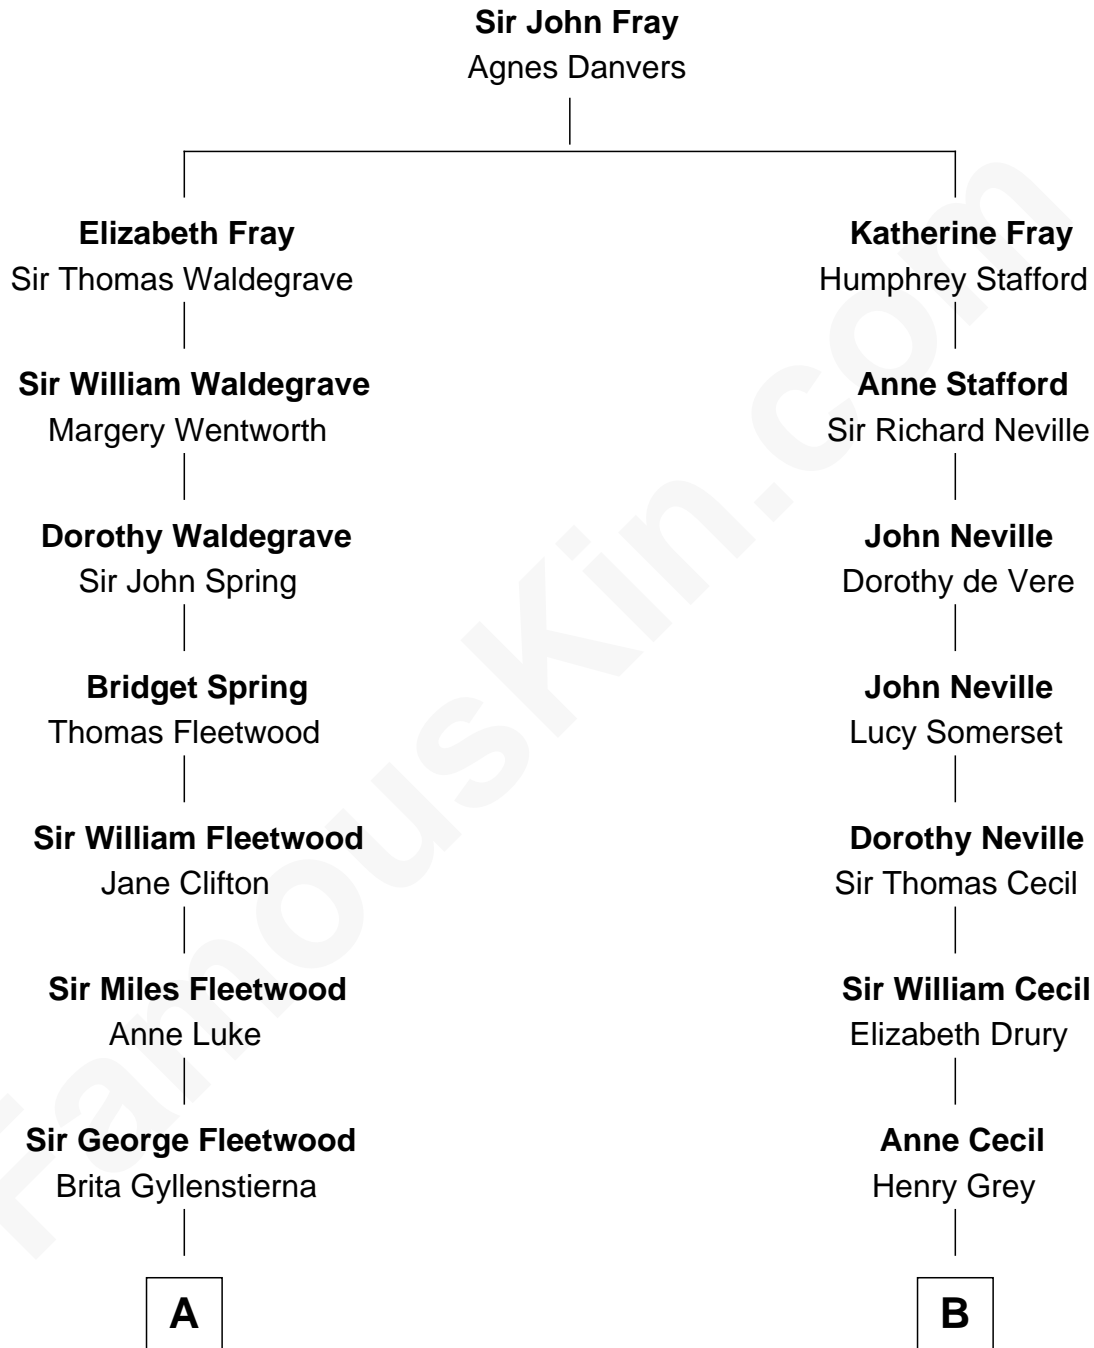 Sir John Fray
Agnes Danvers
Elizabeth Fray
Sir Thomas Waldegrave
Katherine Fray
Humphrey Stafford
Sir William Waldegrave
Margery Wentworth
Anne Stafford
Sir Richard Neville
Dorothy Waldegrave
Sir John Spring
John Neville
Dorothy de Vere
Bridget Spring
Thomas Fleetwood
John Neville
Lucy Somerset
Sir William Fleetwood
Jane Clifton
Dorothy Neville
Sir Thomas Cecil
Sir Miles Fleetwood
Anne Luke
Sir William Cecil
Elizabeth Drury
Sir George Fleetwood
Brita Gyllenstierna
Anne Cecil
Henry Grey
A
B
FamousKin.com